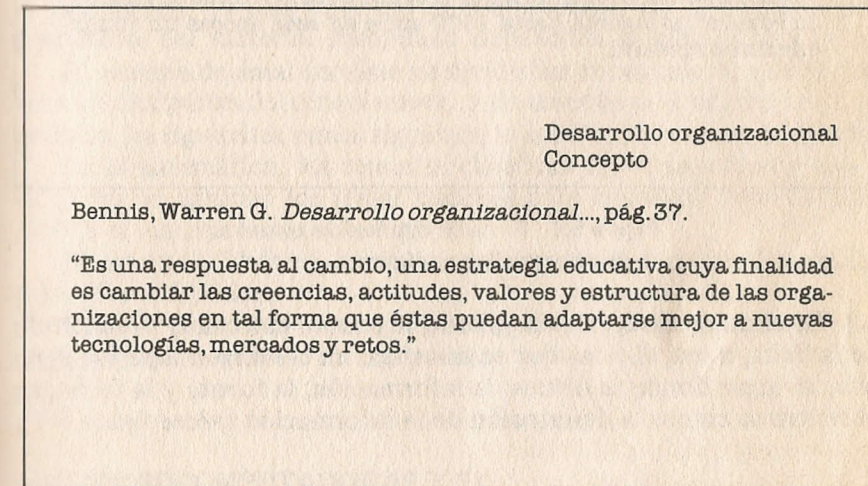 Desarrollo organizacional
Concepto
Bennis, Warren G. Desarrollo organizacional..., pág. 37.
“Es una respuesta al cambio, una estrategia educativa cuya finalidad
es cambiar las creencias, actitudes, valores y estructura de las orga-
nizaciones en tal forma que éstas puedan adaptarse mejor a nuevas
tecnologías, mercados y retos.”